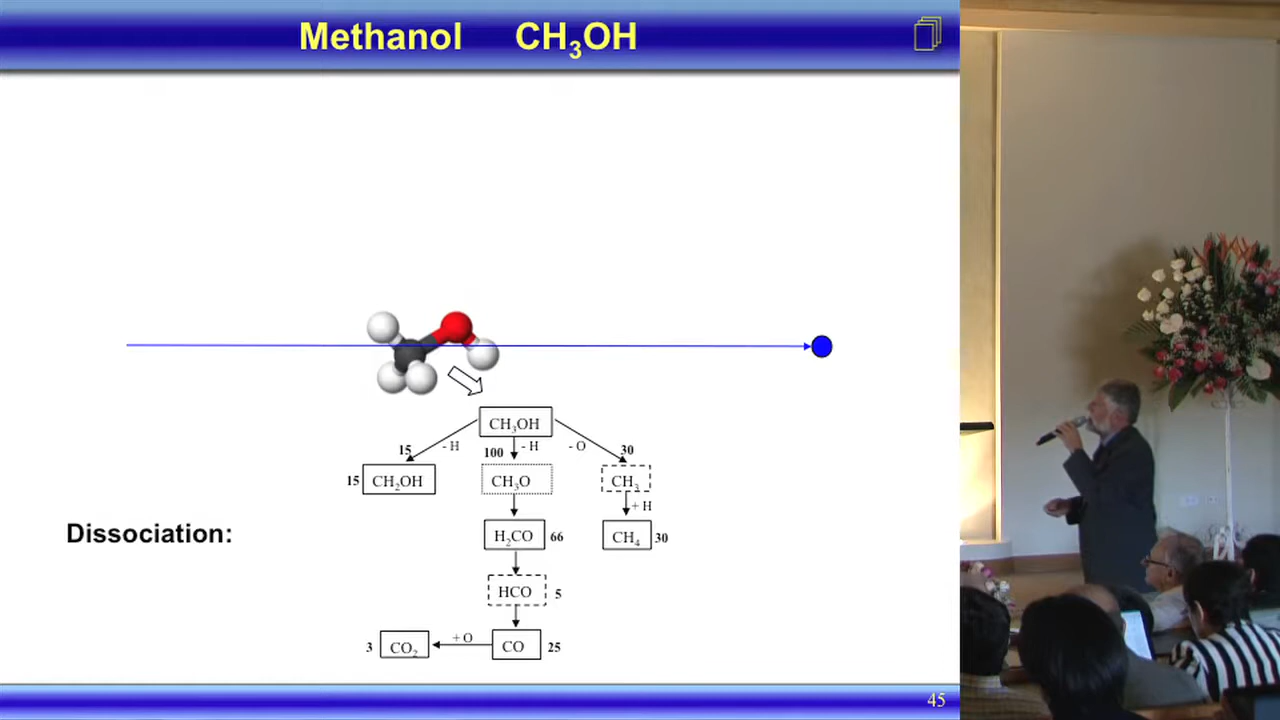 Methanol CH₃OH
CH₃OH
15 - H 100 - H - O 30
15 CH₂OH CH₃O CH₃
+ H
Dissociation: H₂CO 66 CH₄ 30
HCO 5
3 CO₂ + O CO 25
45